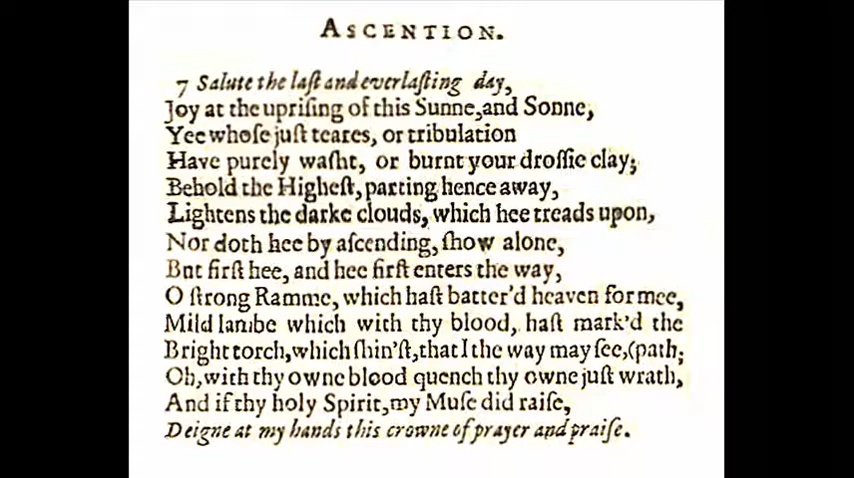 ASCENTION.
7 Salute the laſt and everlaſting day,
Joy at the upriſing of this Sunne, and Sonne,
Yee whoſe juſt teares, or tribulation
Have purely waſht, or burnt your droſſie clay;
Behold the Higheſt, parting hence away,
Lightens the darke clouds, which hee treads upon,
Nor doth hee by aſcending, ſhow alone,
Bnt firſt hee, and hee firſt enters the way,
O ſtrong Ramme, which haſt batter'd heaven for mee,
Mild lambe which with thy blood, haſt mark'd the
Bright torch, which ſhin'ſt, that I the way may ſee, (path;
Oh, with thy owne blood quench thy owne juſt wrath,
And if thy holy Spirit, my Muſe did raiſe,
Deigne at my hands this crowne of prayer and praiſe.